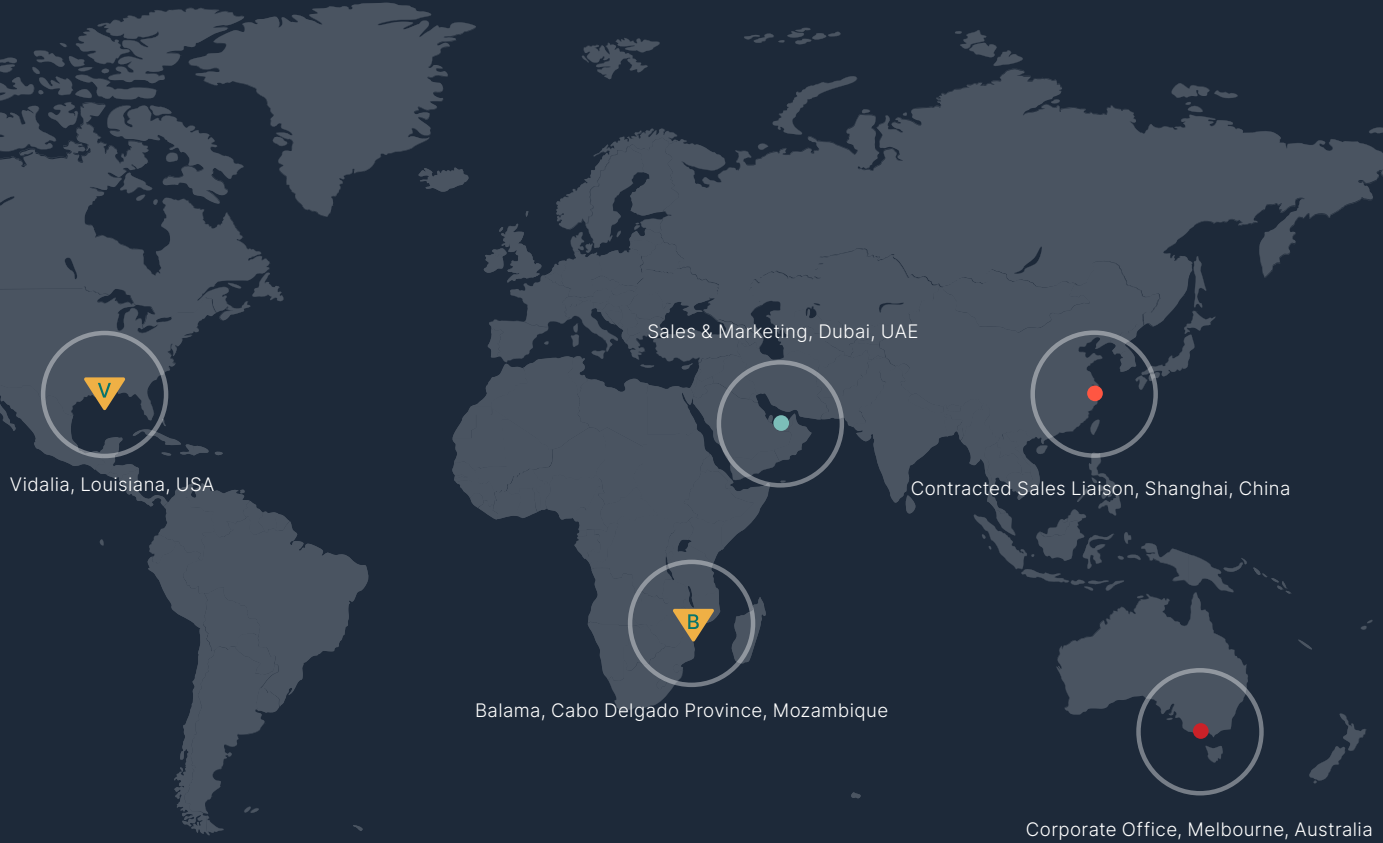 Sales & Marketing, Dubai, UAE
V
Vidalia, Louisiana, USA
Contracted Sales Liaison, Shanghai, China
B
Balama, Cabo Delgado Province, Mozambique
Corporate Office, Melbourne, Australia